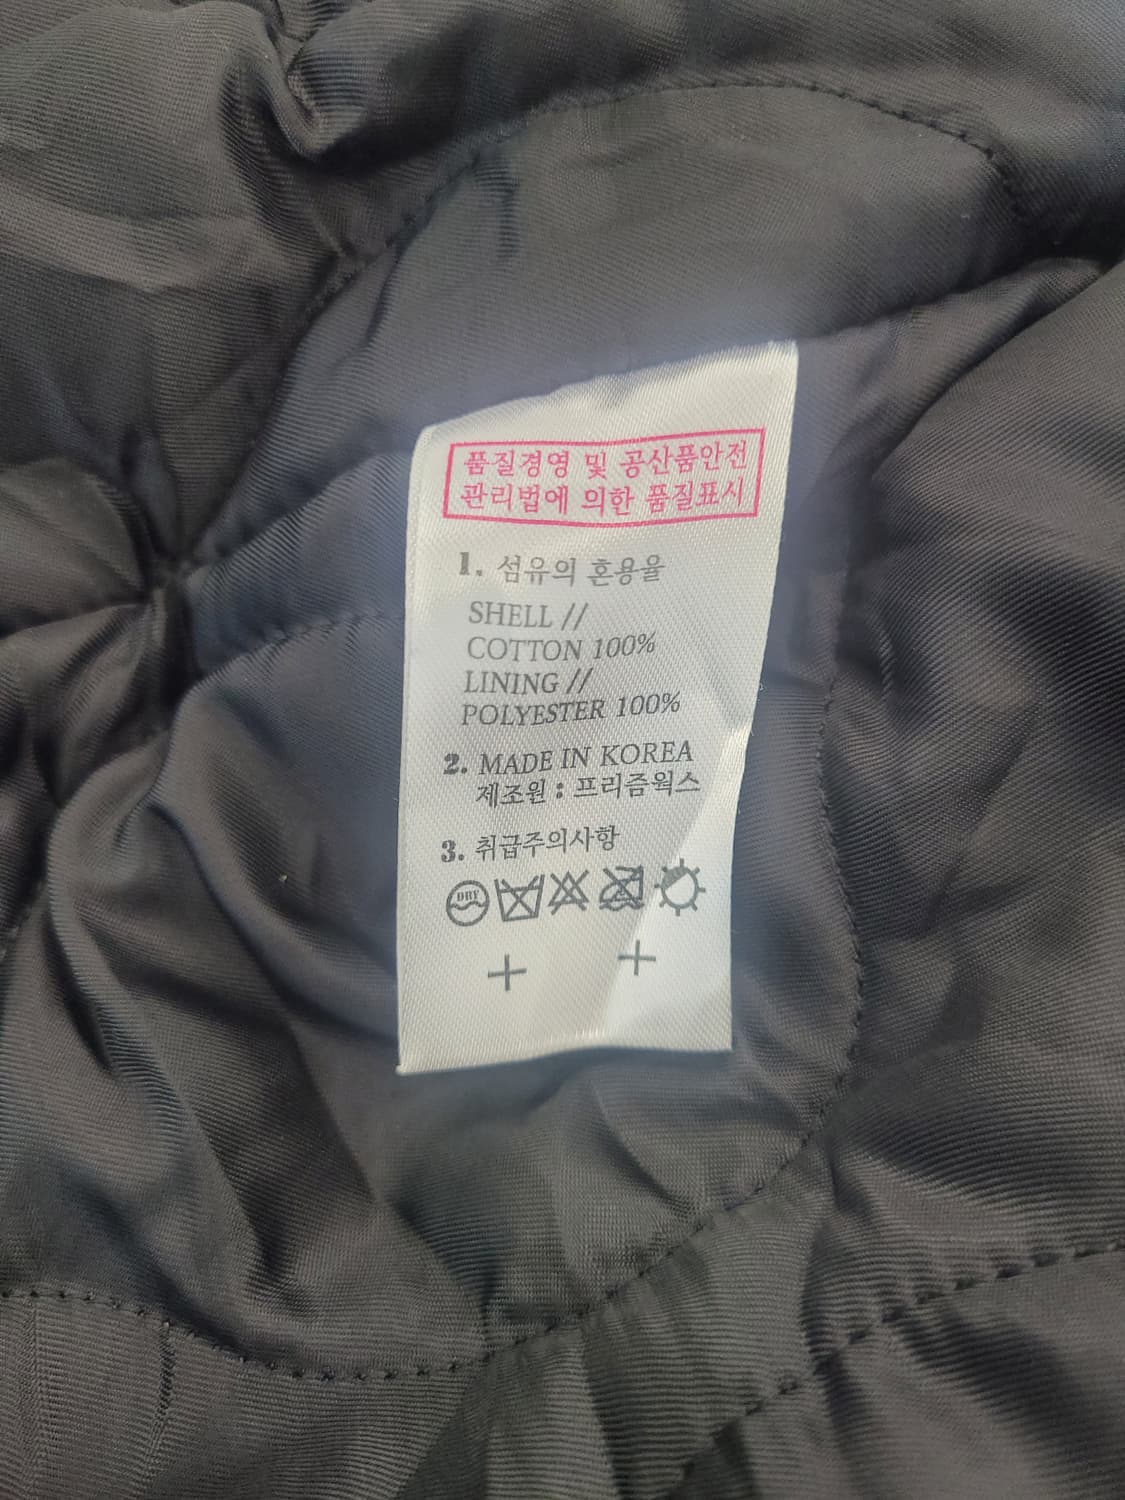 품질경영 및 공산품안전
관리법에 의한 품질표시
1. 섬유의 혼용율
SHELL //
COTTON 100%
LINING //
POLYESTER 100%
2. MADE IN KOREA
제조원 : 프리즘웍스
3. 취급주의사항
DRY